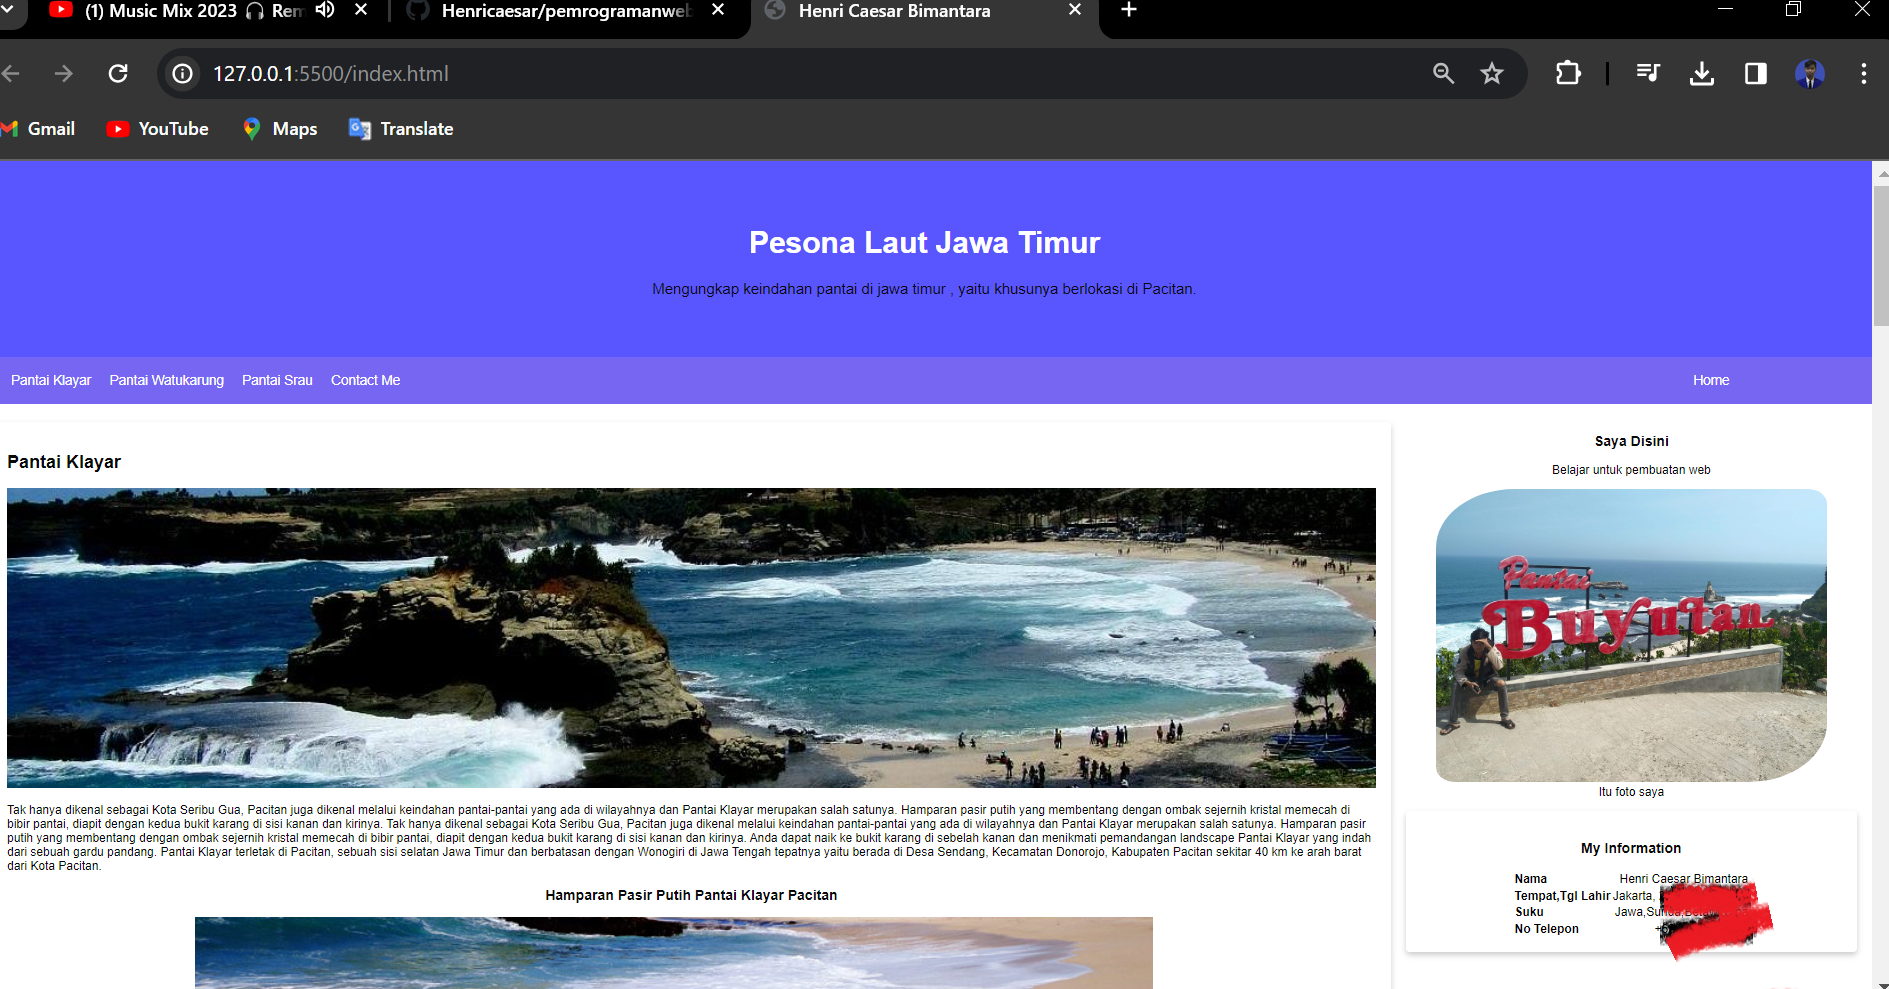 (1) Music Mix 2023 🎧 Rem
Henricaesar/pemrogramanweb
Henri Caesar Bimantara
127.0.0.1:5500/index.html
Gmail
YouTube
Maps
Translate
Pesona Laut Jawa Timur
Mengungkap keindahan pantai di jawa timur , yaitu khusunya berlokasi di Pacitan.
Pantai Klayar
Pantai Watukarung
Pantai Srau
Contact Me
Home
Pantai Klayar
Tak hanya dikenal sebagai Kota Seribu Gua, Pacitan juga dikenal melalui keindahan pantai-pantai yang ada di wilayahnya dan Pantai Klayar merupakan salah satunya. Hamparan pasir putih yang membentang dengan ombak sejernih kristal memecah di
bibir pantai, diapit dengan kedua bukit karang di sisi kanan dan kirinya. Tak hanya dikenal sebagai Kota Seribu Gua, Pacitan juga dikenal melalui keindahan pantai-pantai yang ada di wilayahnya dan Pantai Klayar merupakan salah satunya. Hamparan pasir
putih yang membentang dengan ombak sejernih kristal memecah di bibir pantai, diapit dengan kedua bukit karang di sisi kanan dan kirinya. Anda dapat naik ke bukit karang di sebelah kanan dan menikmati pemandangan landscape Pantai Klayar yang indah
dari sebuah gardu pandang. Pantai Klayar terletak di Pacitan, sebuah sisi selatan Jawa Timur dan berbatasan dengan Wonogiri di Jawa Tengah tepatnya yaitu berada di Desa Sendang, Kecamatan Donorojo, Kabupaten Pacitan sekitar 40 km ke arah barat
dari Kota Pacitan.
Hamparan Pasir Putih Pantai Klayar Pacitan
Saya Disini
Belajar untuk pembuatan web
Pantai
Buyutan
Itu foto saya
My Information
Nama Henri Caesar Bimantara
Tempat,Tgl Lahir Jakarta,
Suku Jawa,Sunda,
No Telepon